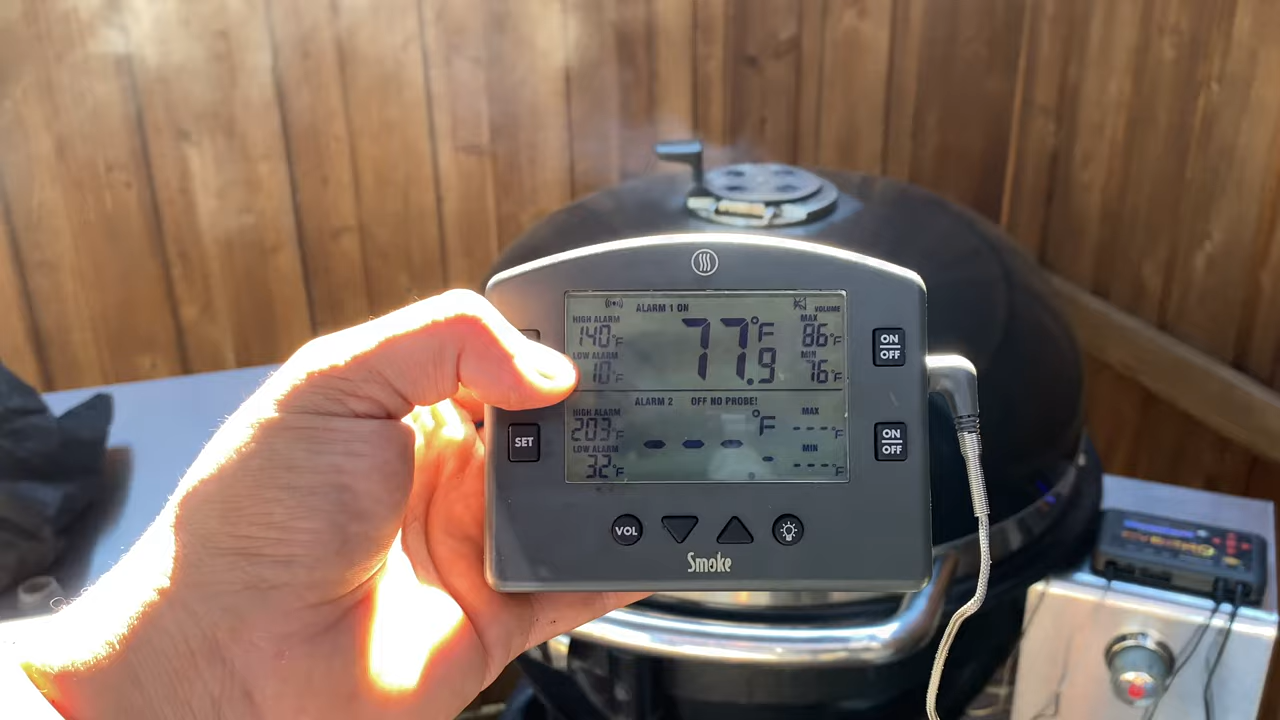 ALARM 1 ON
VOLUME
HIGH ALARM
140°F
77.9°F
MAX
86°F
LOW ALARM
10°F
MIN
76°F
ON
OFF
ALARM 2 OFF NO PROBE!
HIGH ALARM
203°F
---.-°F
MAX
---°F
LOW ALARM
32°F
MIN
---°F
SET
ON
OFF
VOL
Smoke